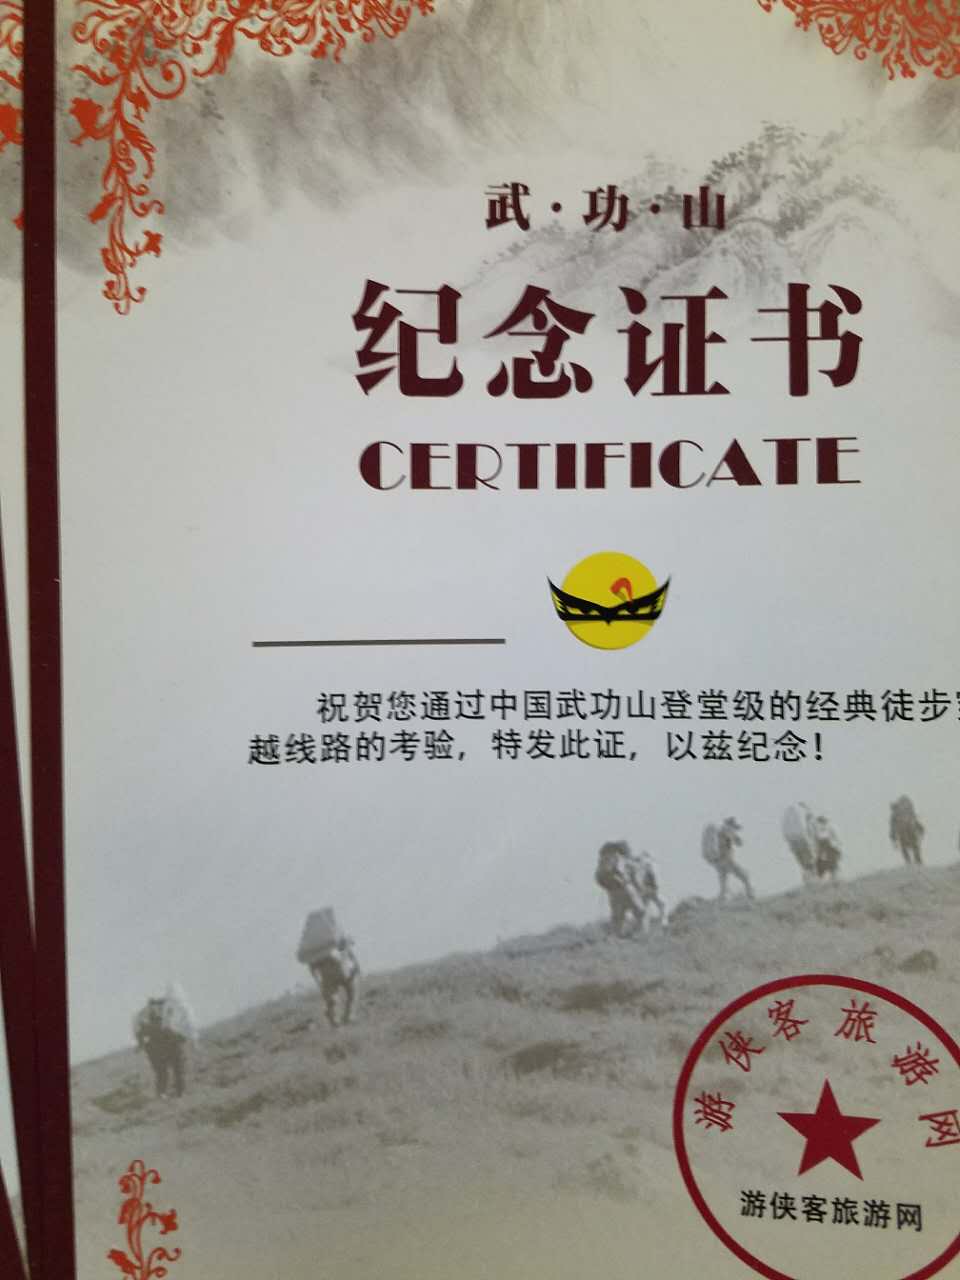 武·功·山
纪念证书
CERTIFICATE
祝贺您通过中国武功山登堂级的经典徒步
越线路的考验，特发此证，以兹纪念！
游侠客旅游网
游侠客旅游网